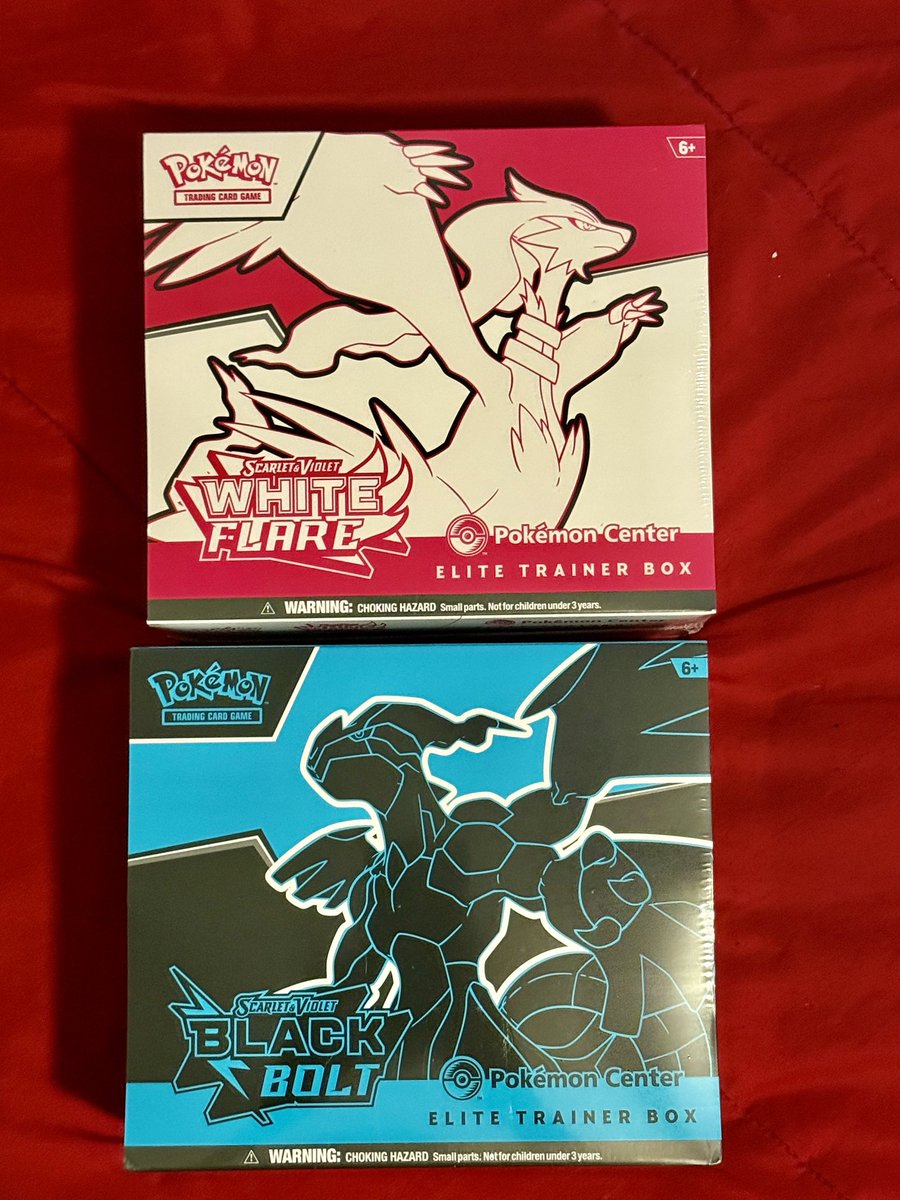 POKéMON
TRADING CARD GAME
6+
SCARLET & VIOLET
WHITE
FLARE
Pokémon Center
ELITE TRAINER BOX
⚠ WARNING: CHOKING HAZARD Small parts. Not for children under 3 years.
Pokémon Center
POKéMON
TRADING CARD GAME
6+
SCARLET & VIOLET
BLACK
BOLT
Pokémon Center
ELITE TRAINER BOX
⚠ WARNING: CHOKING HAZARD Small parts. Not for children under 3 years.